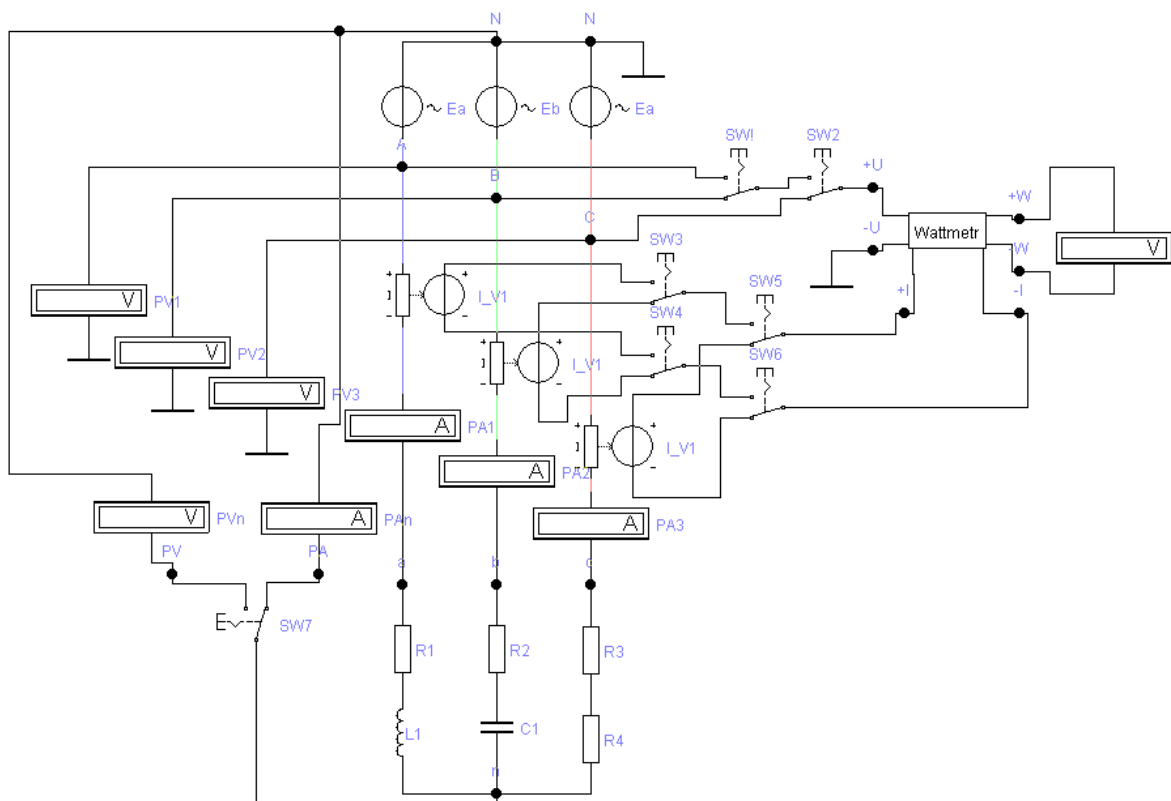 N N
Ea Eb Ea
A
SW1 SW2
+U
B
+W
C
-U Wattmetr V
SW3 -W
+I -I
V PV1 I_V1 SW5
SW4
V PV2 I_V1 SW6
V PV3
A PA1
I_V1
A PA2
V PVn A PAn A PA3
PV PA a b c
SW7
R1 R2 R3
L1 C1 R4
n